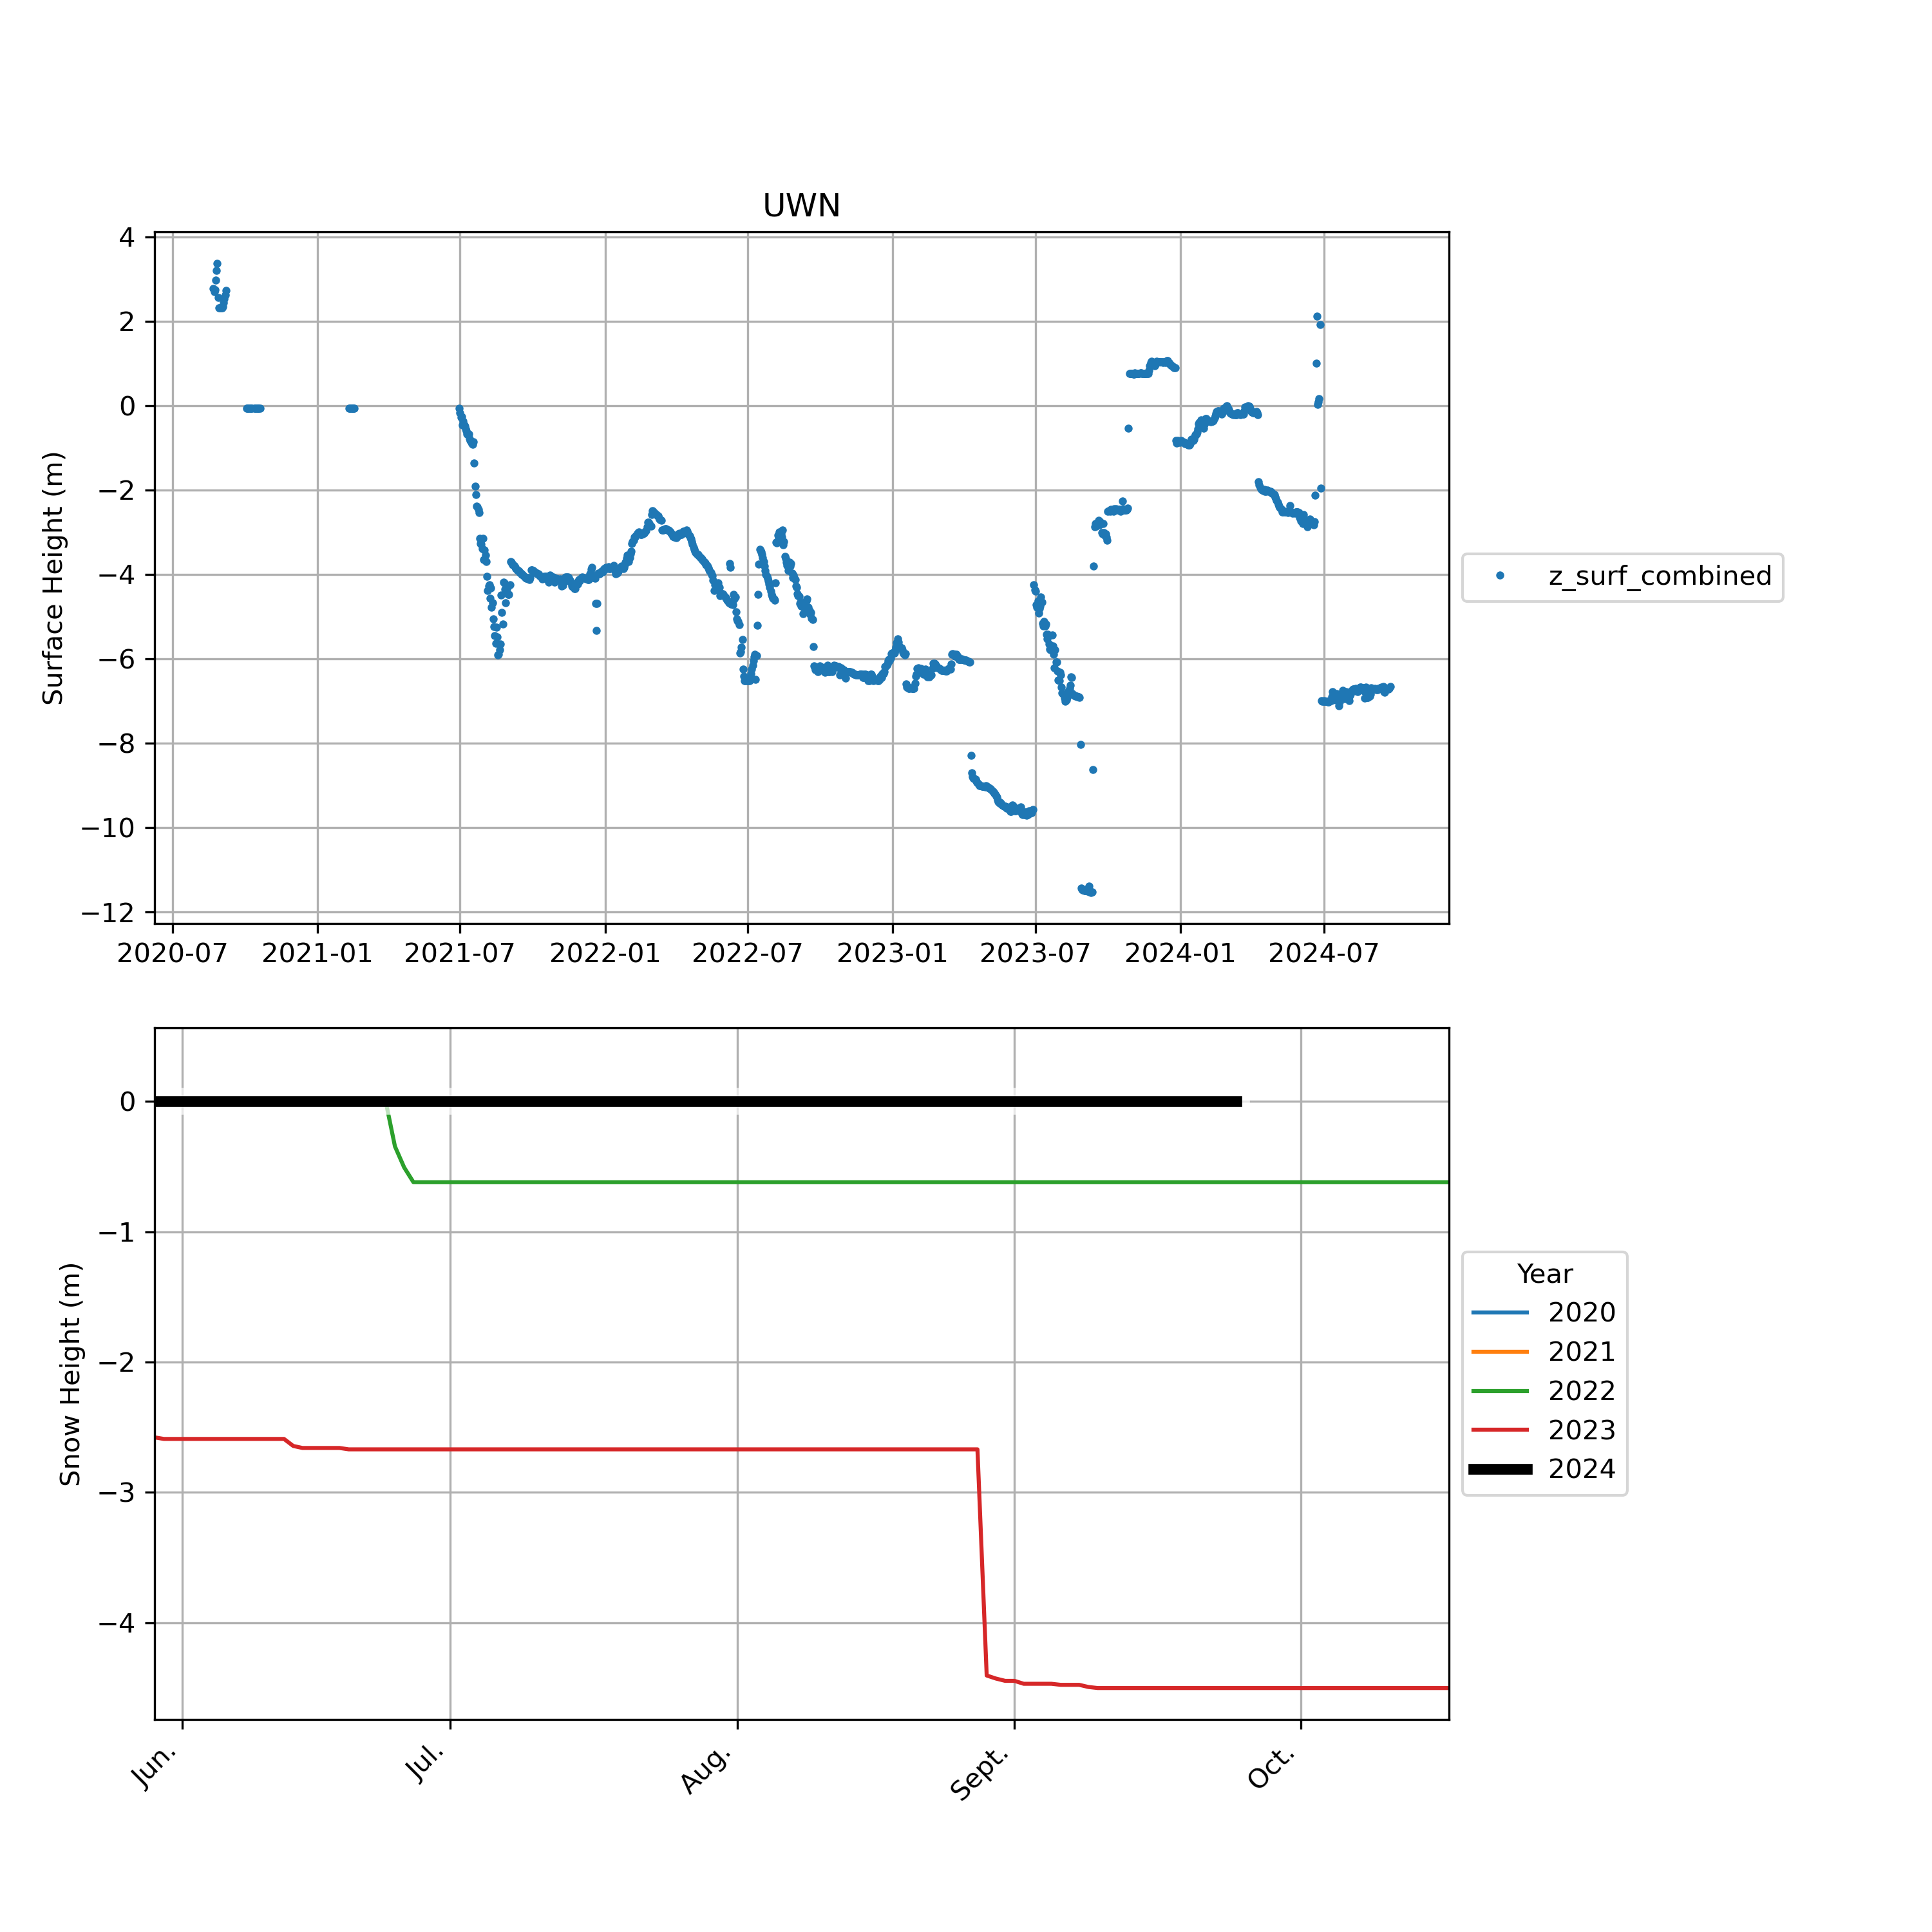 UWN
Surface Height (m)
4
2
0
−2
−4
−6
−8
−10
−12
2020-07 2021-01 2021-07 2022-01 2022-07 2023-01 2023-07 2024-01 2024-07
z_surf_combined
Snow Height (m)
0
−1
−2
−3
−4
Jun. Jul. Aug. Sept. Oct.
Year
2020
2021
2022
2023
2024